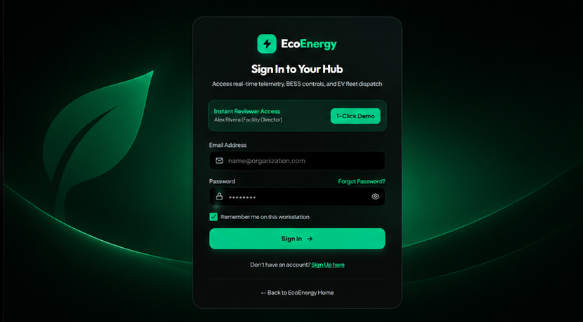 EcoEnergy
Sign In to Your Hub
Access real-time telemetry, BESS controls, and EV fleet dispatch
Instant Reviewer Access
Alex Rivera (Facility Director)
1-Click Demo
Email Address
name@organization.com
Password
Forgot Password?
••••••••
Remember me on this workstation
Sign In →
Don't have an account? Sign Up here
← Back to EcoEnergy Home